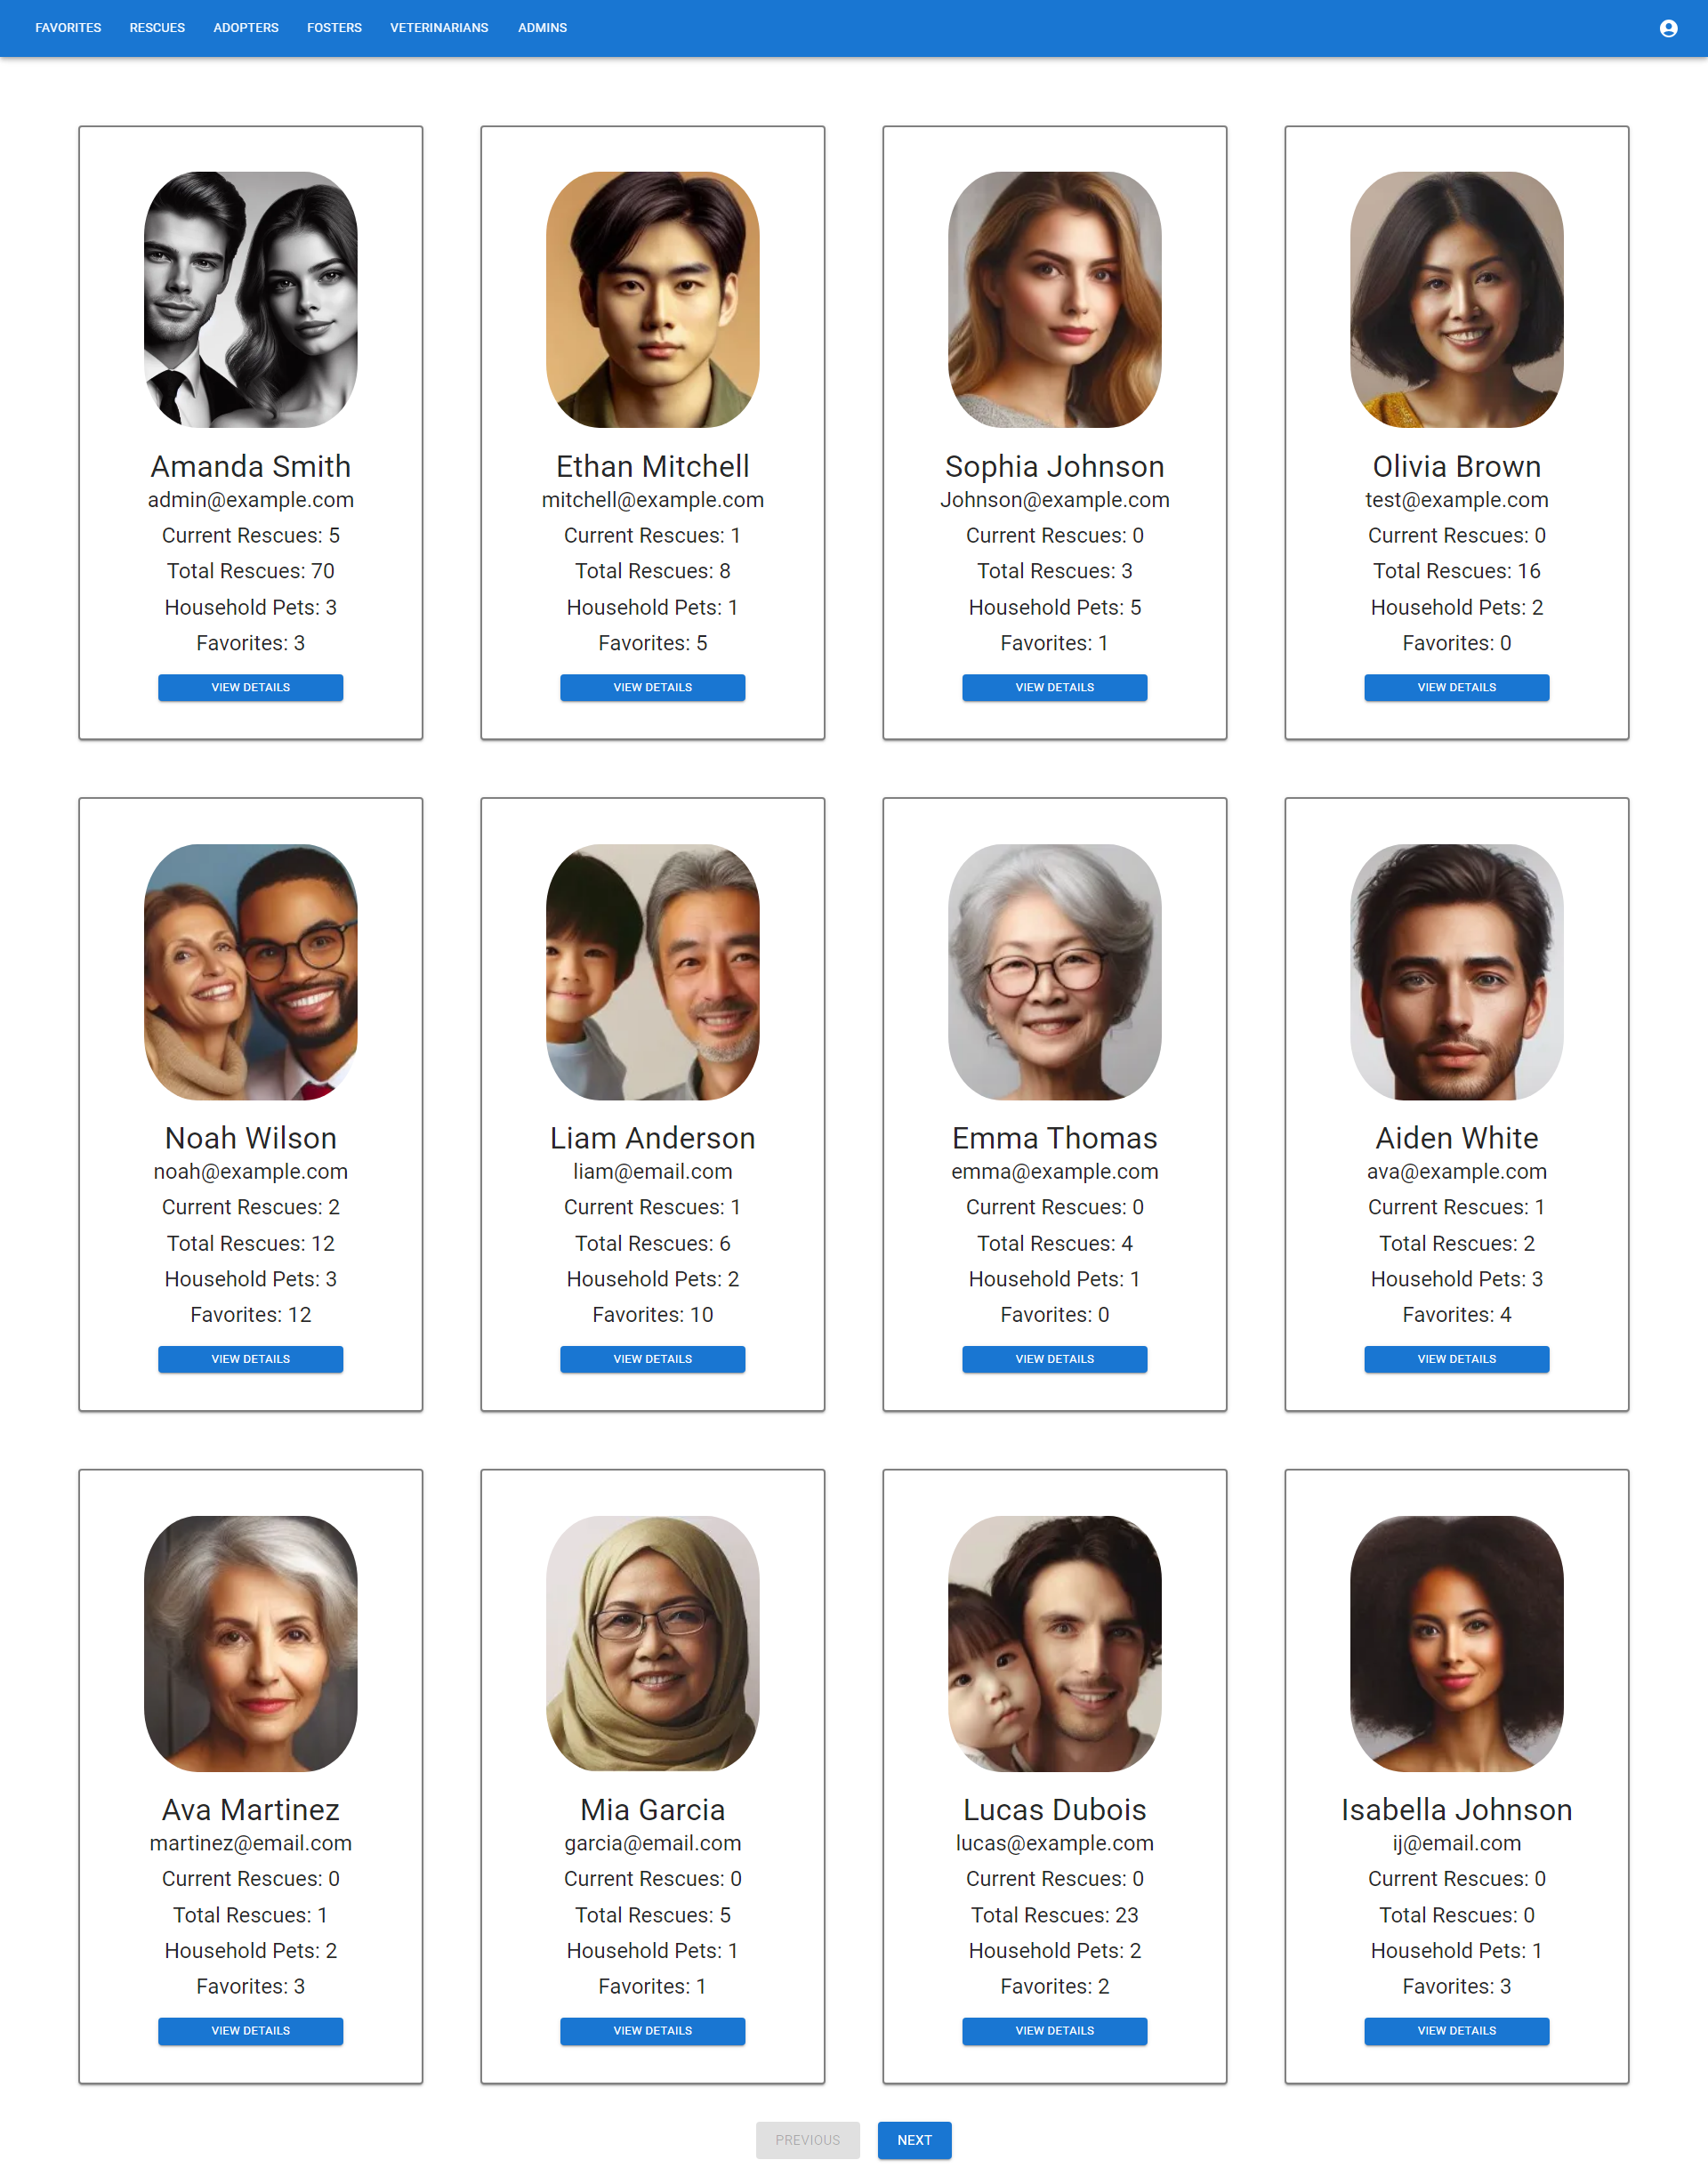 FAVORITES RESCUES ADOPTERS FOSTERS VETERINARIANS ADMINS
Amanda Smith
admin@example.com
Current Rescues: 5
Total Rescues: 70
Household Pets: 3
Favorites: 3
VIEW DETAILS
Ethan Mitchell
mitchell@example.com
Current Rescues: 1
Total Rescues: 8
Household Pets: 1
Favorites: 5
VIEW DETAILS
Sophia Johnson
Johnson@example.com
Current Rescues: 0
Total Rescues: 3
Household Pets: 5
Favorites: 1
VIEW DETAILS
Olivia Brown
test@example.com
Current Rescues: 0
Total Rescues: 16
Household Pets: 2
Favorites: 0
VIEW DETAILS
Noah Wilson
noah@example.com
Current Rescues: 2
Total Rescues: 12
Household Pets: 3
Favorites: 12
VIEW DETAILS
Liam Anderson
liam@email.com
Current Rescues: 1
Total Rescues: 6
Household Pets: 2
Favorites: 10
VIEW DETAILS
Emma Thomas
emma@example.com
Current Rescues: 0
Total Rescues: 4
Household Pets: 1
Favorites: 0
VIEW DETAILS
Aiden White
ava@example.com
Current Rescues: 1
Total Rescues: 2
Household Pets: 3
Favorites: 4
VIEW DETAILS
Ava Martinez
martinez@email.com
Current Rescues: 0
Total Rescues: 1
Household Pets: 2
Favorites: 3
VIEW DETAILS
Mia Garcia
garcia@email.com
Current Rescues: 0
Total Rescues: 5
Household Pets: 1
Favorites: 1
VIEW DETAILS
Lucas Dubois
lucas@example.com
Current Rescues: 0
Total Rescues: 23
Household Pets: 2
Favorites: 2
VIEW DETAILS
Isabella Johnson
ij@email.com
Current Rescues: 0
Total Rescues: 0
Household Pets: 1
Favorites: 3
VIEW DETAILS
PREVIOUS NEXT